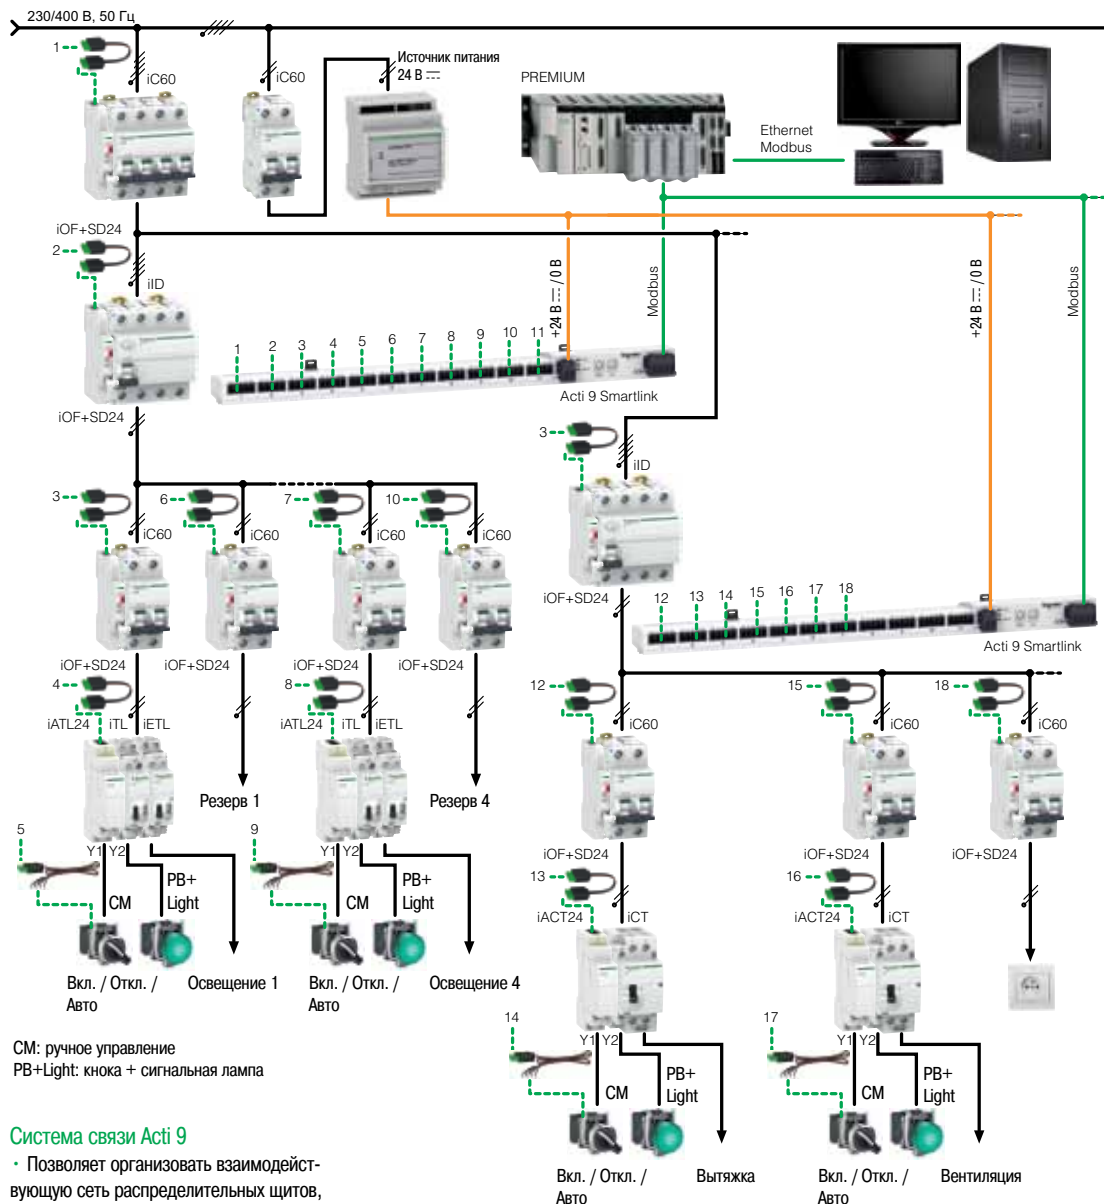 230/400 В, 50 Гц
1
iC60
iC60
Источник питания
24 В
PREMIUM
Ethernet
Modbus
iOF+SD24
2
iID
+24 В / 0 В
Modbus
+24 В / 0 В
Modbus
1 2 3 4 5 6 7 8 9 10 11
Acti 9 Smartlink
iOF+SD24
3
iID
3 6 7 10
iC60 iC60 iC60 iC60
iOF+SD24
12 13 14 15 16 17 18
Acti 9 Smartlink
iOF+SD24 iOF+SD24 iOF+SD24 iOF+SD24
4 8
iATL24 iTL iETL iATL24 iTL iETL
12 15 18
iC60 iC60 iC60
Резерв 1 Резерв 4
5 9
Y1 Y2 Y1 Y2
iOF+SD24 iOF+SD24 iOF+SD24
CM
PB+
Light
CM
PB+
Light
13 16
iACT24 iCT iACT24 iCT
Вкл. / Откл. /
Авто
Освещение 1
Вкл. / Откл. /
Авто
Освещение 4
14 17
Y1 Y2 Y1 Y2
CM: ручное управление
PB+Light: кнока + сигнальная лампа
CM
PB+
Light
CM
PB+
Light
Система связи Acti 9
· Позволяет организовать взаимодейст-
вующую сеть распределительных щитов,
Вкл. / Откл. /
Авто
Вытяжка
Вкл. / Откл. /
Авто
Вентиляция